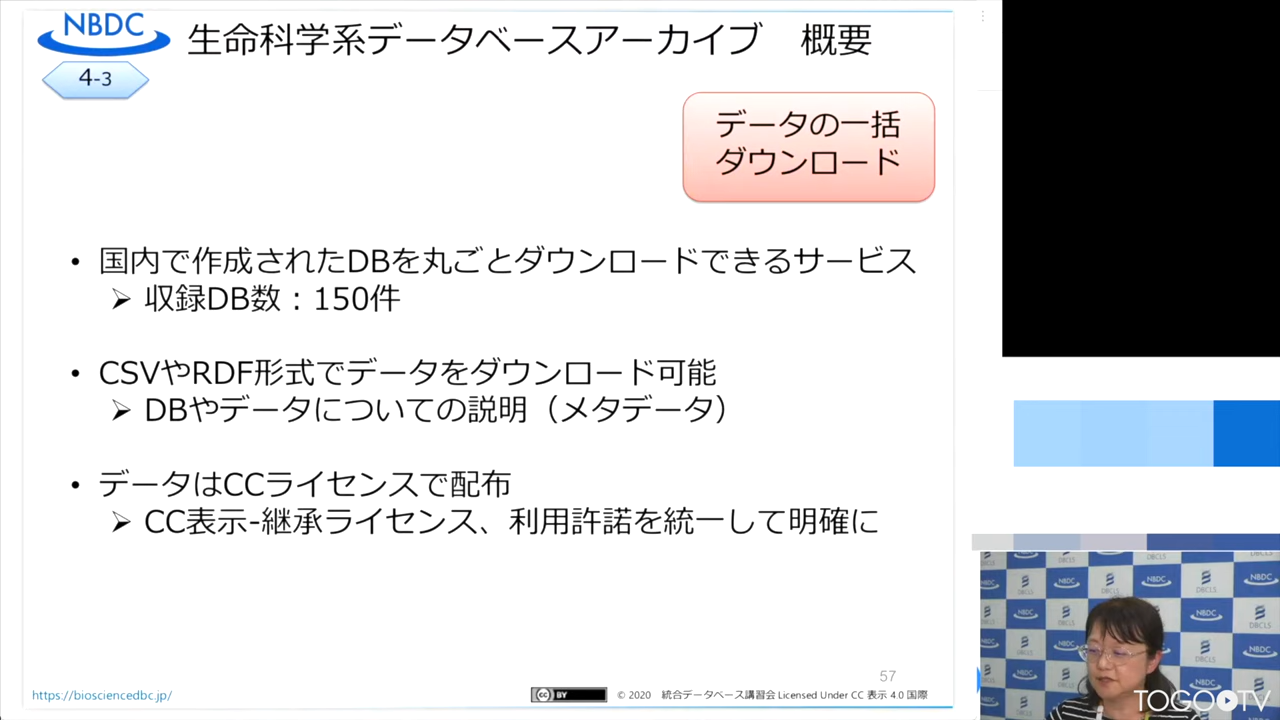 NBDC
生命科学系データベースアーカイブ　概要
4-3
データの一括
ダウンロード
• 国内で作成されたDBを丸ごとダウンロードできるサービス
➢ 収録DB数：150件
• CSVやRDF形式でデータをダウンロード可能
➢ DBやデータについての説明（メタデータ）
• データはCCライセンスで配布
➢ CC表示-継承ライセンス、利用許諾を統一して明確に
57
https://biosciencedbc.jp/
cc BY
© 2020　統合データベース講習会 Licensed Under CC 表示 4.0 国際
NBDC
DBCLS
TOGO TV